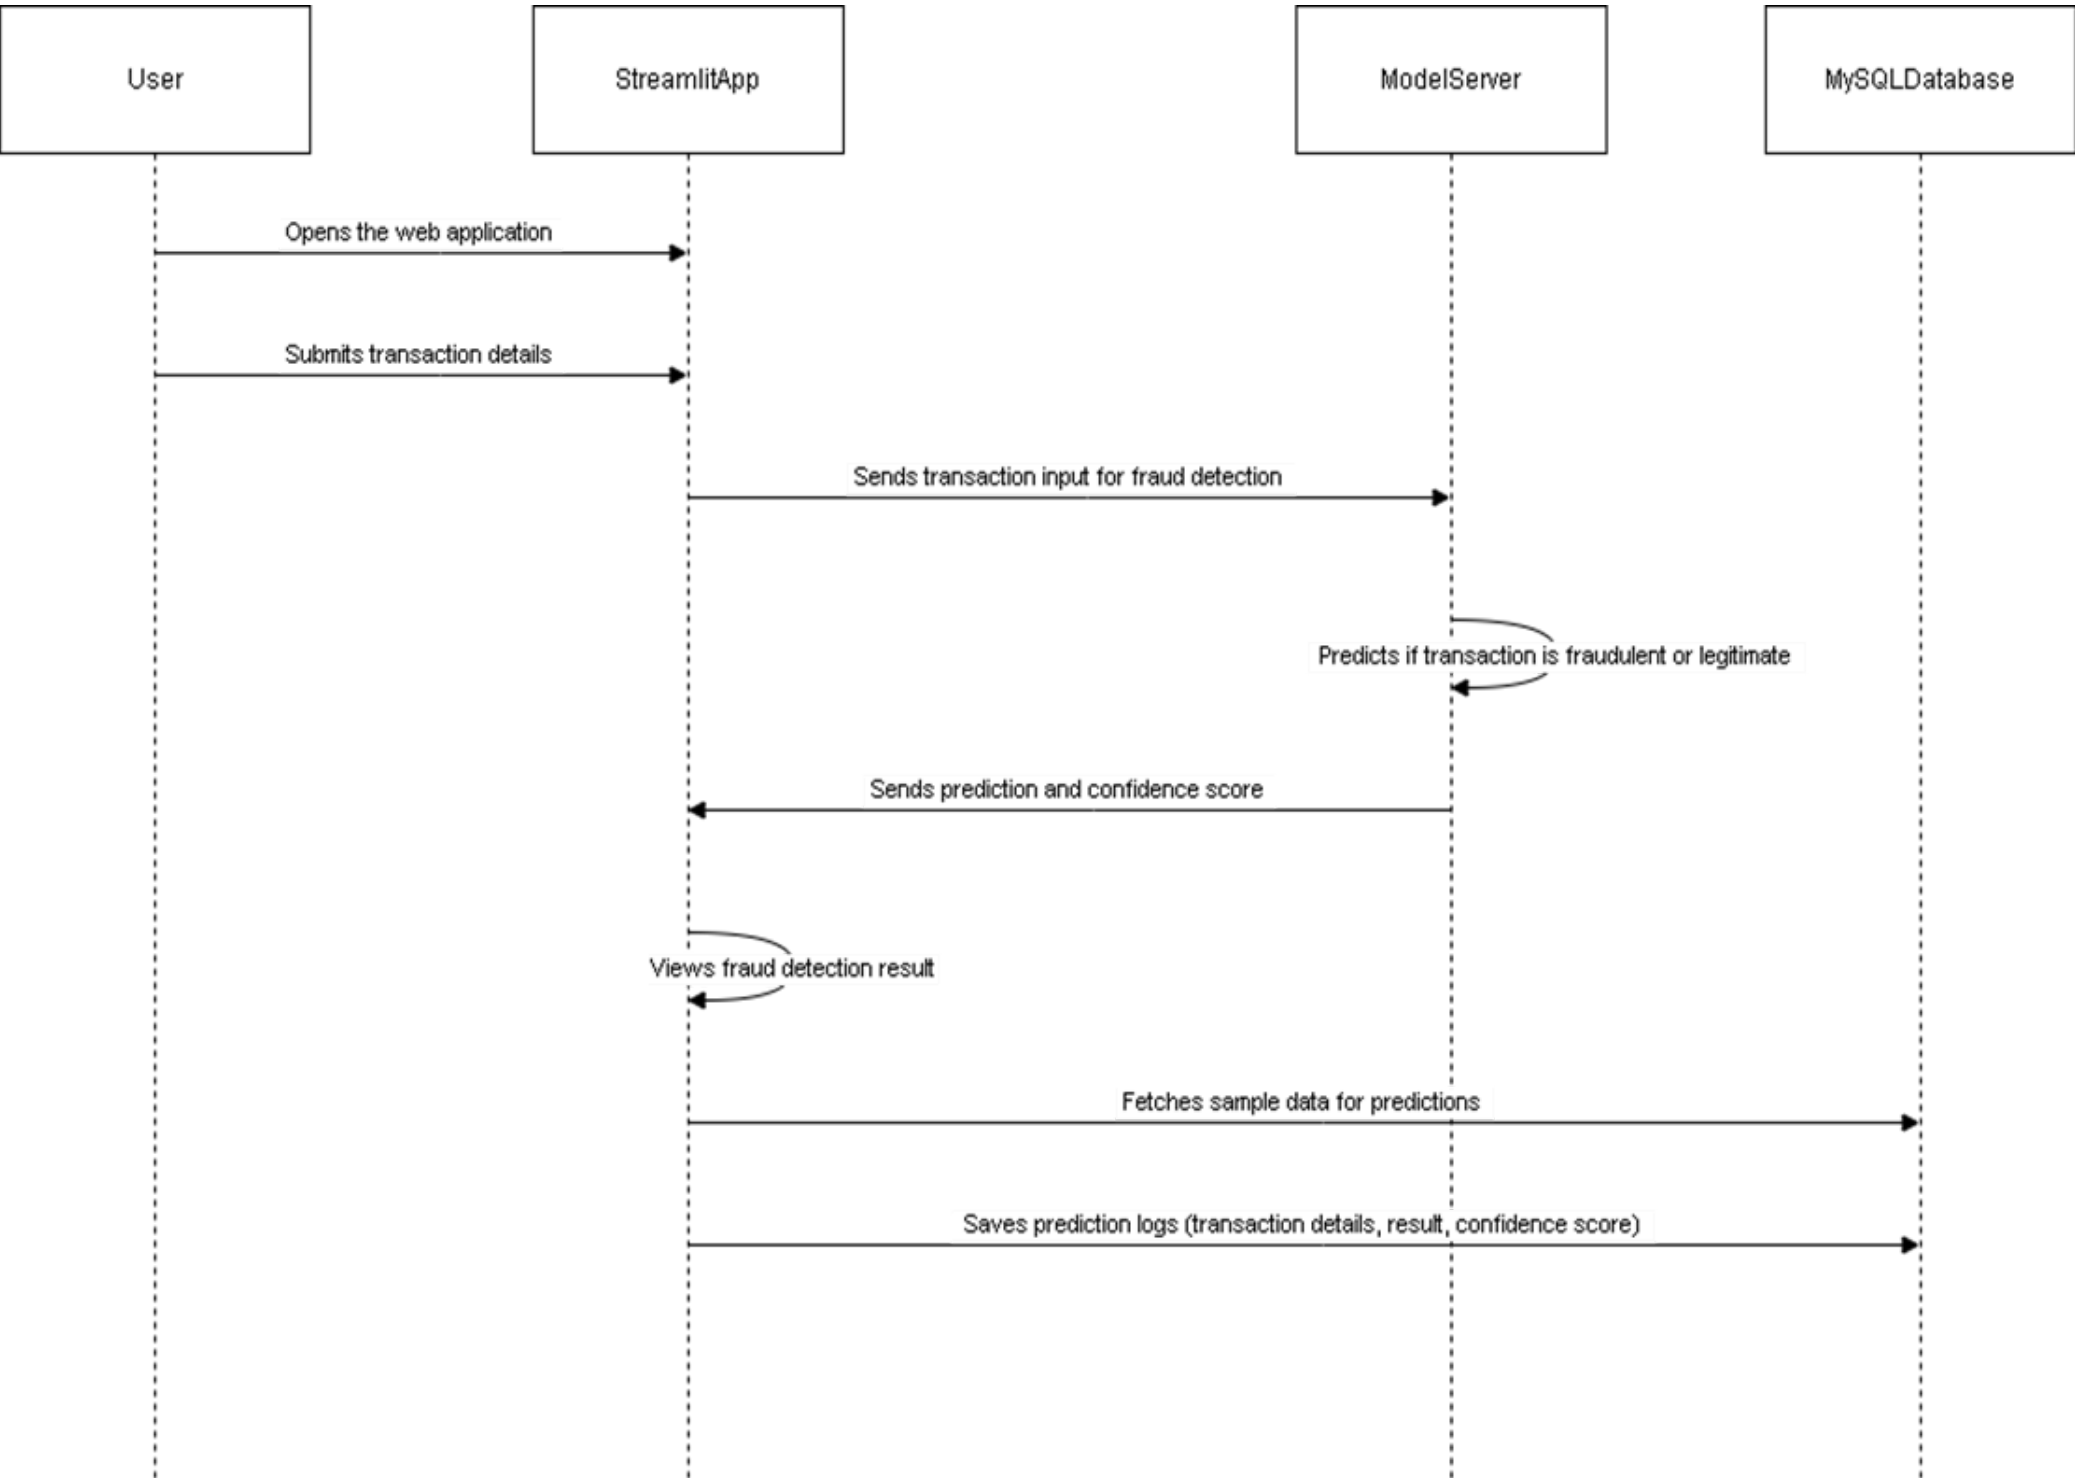 User
StreamlitApp
ModelServer
MySQLDatabase
Opens the web application
Submits transaction details
Sends transaction input for fraud detection
Predicts if transaction is fraudulent or legitimate
Sends prediction and confidence score
Views fraud detection result
Fetches sample data for predictions
Saves prediction logs (transaction details, result, confidence score)